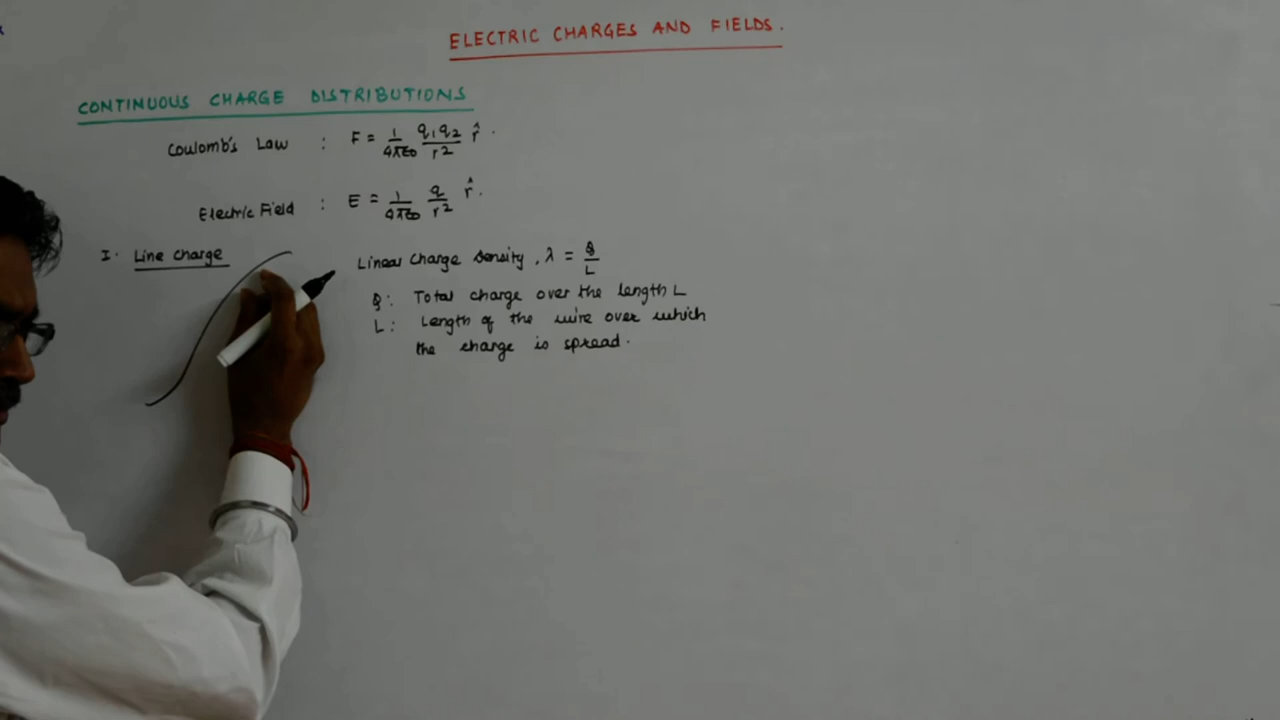 ELECTRIC CHARGES AND FIELDS.
CONTINUOUS CHARGE DISTRIBUTIONS
Coulomb's Law : F = 1/4πε0 q1q2/r2 r̂.
Electric Field : E = 1/4πε0 q/r2 r̂.
I. Line Charge
Linear Charge Density, λ = Q/L
Q: Total charge over the length L
L: Length of the wire over which
the charge is spread.